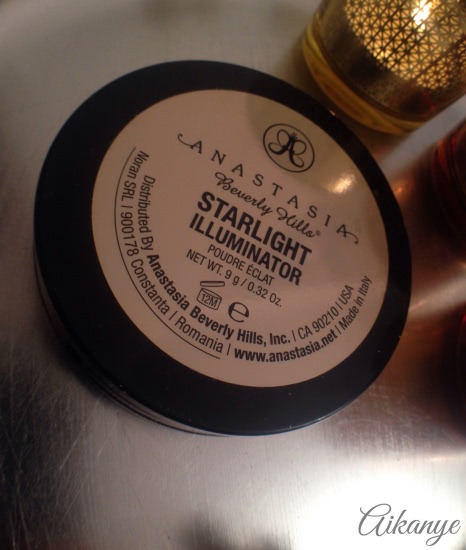 ANASTASIA
Beverly Hills®
STARLIGHT
ILLUMINATOR
POUDRE ÉCLAT
NET WT. 9 g / 0.32 Oz.
12M e
Distributed By Anastasia Beverly Hills, Inc. | CA 90210 | USA
Noran SRL | 900178 Constanta | Romania | www.anastasia.net | Made in Italy
Aikanye